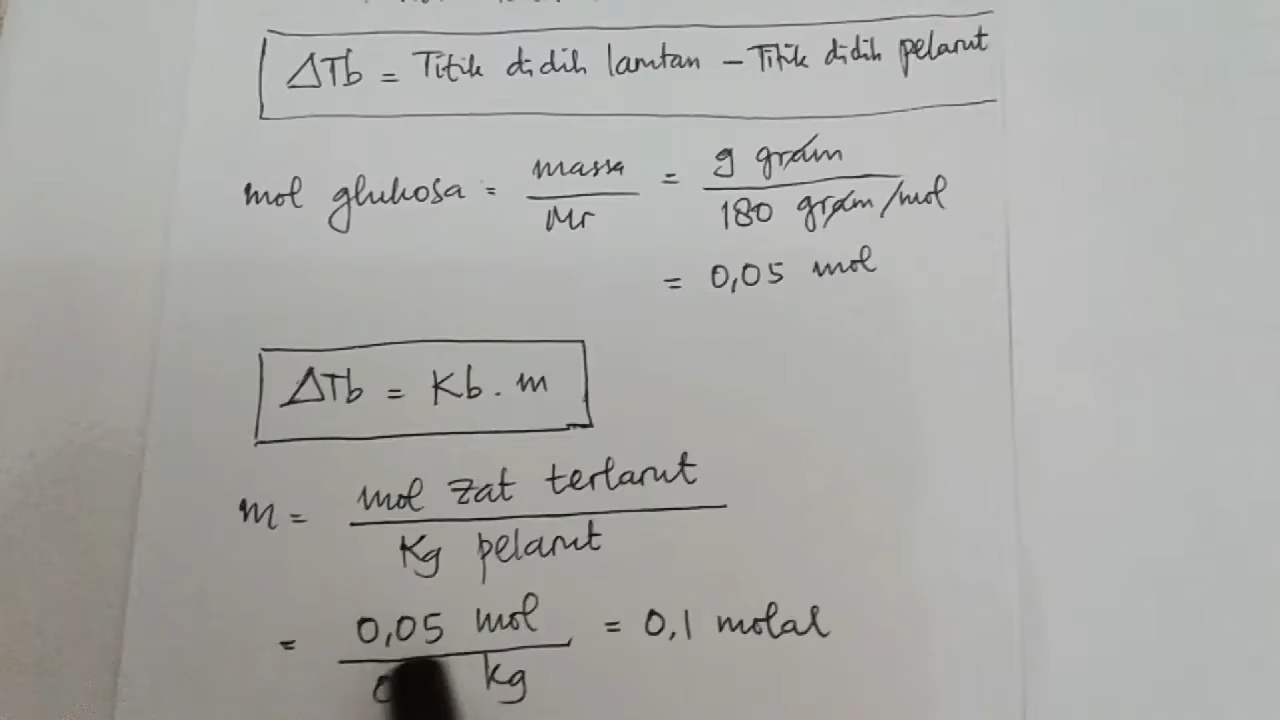 ΔTb = Titik didih larutan – Titik didih pelarut
mol glukosa = massa / Mr = 9 gram / 180 gram/mol
= 0,05 mol
ΔTb = Kb . m
m = mol zat terlarut / Kg pelarut
= 0,05 mol / kg = 0,1 molal